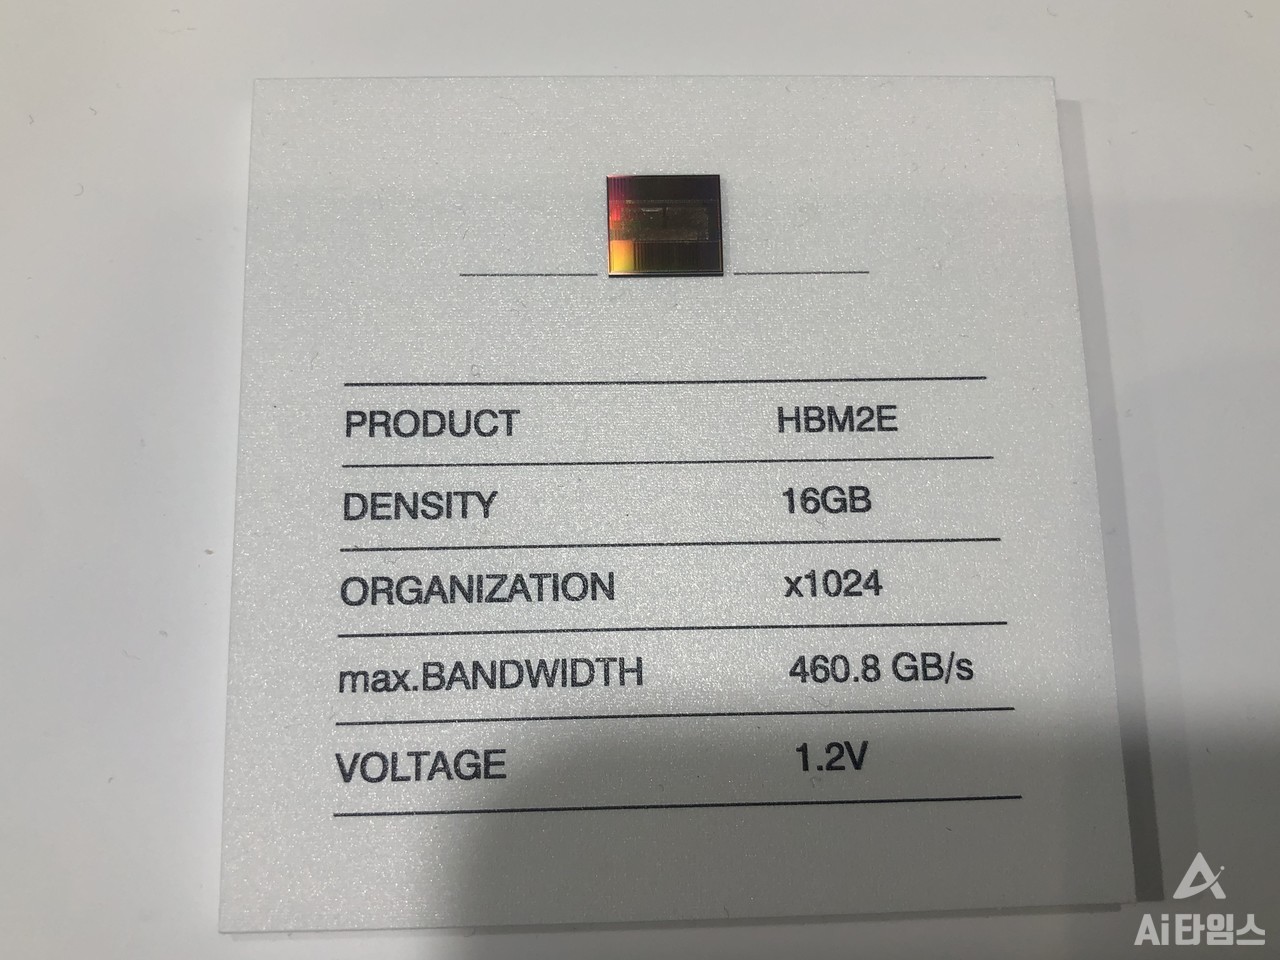 PRODUCT HBM2E
DENSITY 16GB
ORGANIZATION x1024
max.BANDWIDTH 460.8 GB/s
VOLTAGE 1.2V
Ai타임스